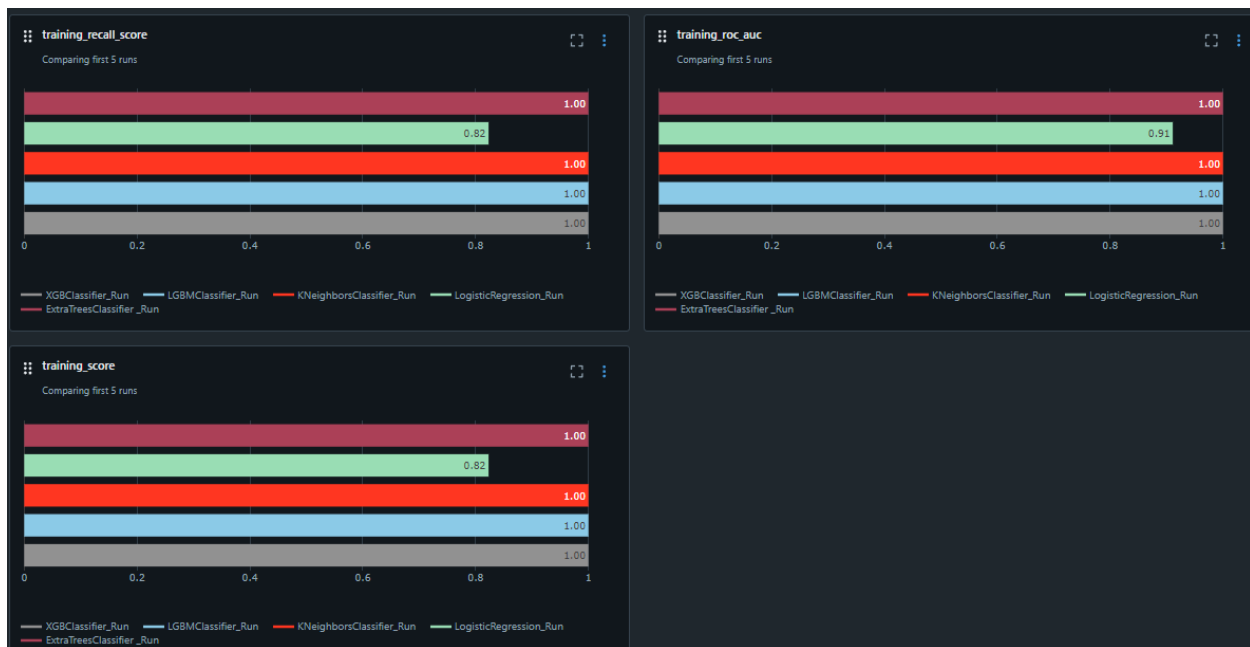 training_recall_score
Comparing first 5 runs
1.00
0.82
1.00
1.00
1.00
0 0.2 0.4 0.6 0.8 1
XGBClassifier_Run LGBMClassifier_Run KNeighborsClassifier_Run LogisticRegression_Run
ExtraTreesClassifier _Run
training_roc_auc
Comparing first 5 runs
1.00
0.91
1.00
1.00
1.00
0 0.2 0.4 0.6 0.8 1
XGBClassifier_Run LGBMClassifier_Run KNeighborsClassifier_Run LogisticRegression_Run
ExtraTreesClassifier _Run
training_score
Comparing first 5 runs
1.00
0.82
1.00
1.00
1.00
0 0.2 0.4 0.6 0.8 1
XGBClassifier_Run LGBMClassifier_Run KNeighborsClassifier_Run LogisticRegression_Run
ExtraTreesClassifier _Run